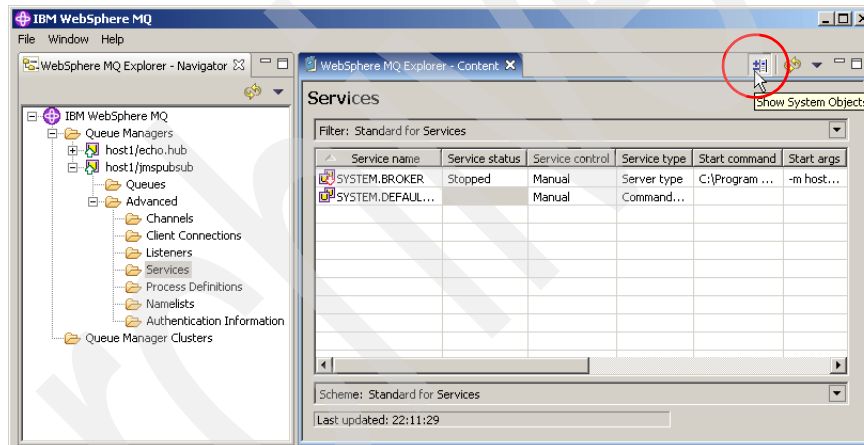 IBM WebSphere MQ
File Window Help
WebSphere MQ Explorer - Navigator
IBM WebSphere MQ
Queue Managers
host1/echo.hub
host1/jmspubsub
Queues
Advanced
Channels
Client Connections
Listeners
Services
Process Definitions
Namelists
Authentication Information
Queue Manager Clusters
WebSphere MQ Explorer - Content
Show System Objects
Services
Filter: Standard for Services
Service name Service status Service control Service type Start command Start args
SYSTEM.BROKER Stopped Manual Server type C:\Program ... -m host...
SYSTEM.DEFAUL... Manual Command...
Scheme: Standard for Services
Last updated: 22:11:29